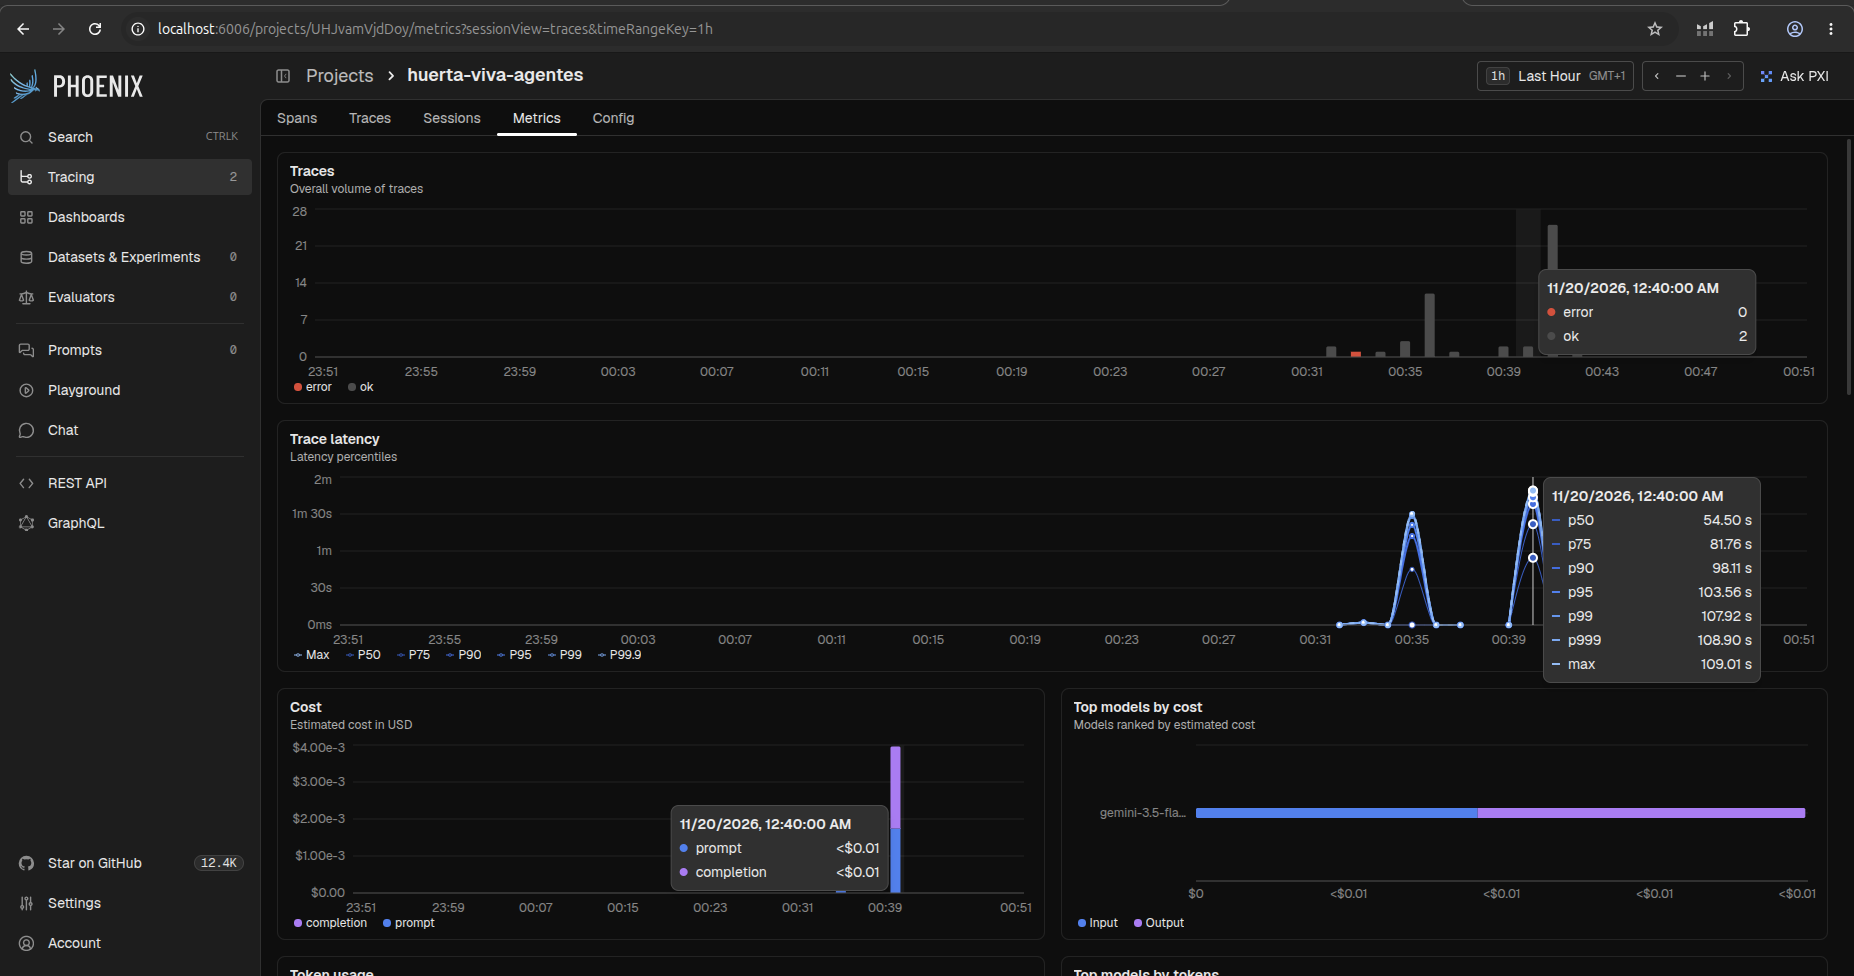 localhost:6006/projects/UHJvamVjdDoy/metrics?sessionView=traces&timeRangeKey=1h
PHOENIX
Projects > huerta-viva-agentes
1h Last Hour GMT+1
Ask PXI
Search CTRLK
Tracing 2
Dashboards
Datasets & Experiments 0
Evaluators 0
Prompts 0
Playground
Chat
REST API
GraphQL
Star on GitHub 12.4K
Settings
Account
Spans Traces Sessions Metrics Config
Traces
Overall volume of traces
28
21
14
7
0
23:51 23:55 23:59 00:03 00:07 00:11 00:15 00:19 00:23 00:27 00:31 00:35 00:39 00:43 00:47 00:51
error ok
11/20/2026, 12:40:00 AM
error 0
ok 2
Trace latency
Latency percentiles
2m
1m 30s
1m
30s
0ms
23:51 23:55 23:59 00:03 00:07 00:11 00:15 00:19 00:23 00:27 00:31 00:35 00:39 00:51
Max P50 P75 P90 P95 P99 P99.9
11/20/2026, 12:40:00 AM
p50 54.50 s
p75 81.76 s
p90 98.11 s
p95 103.56 s
p99 107.92 s
p999 108.90 s
max 109.01 s
Cost
Estimated cost in USD
$4.00e-3
$3.00e-3
$2.00e-3
$1.00e-3
$0.00
23:51 23:59 00:07 00:15 00:23 00:31 00:39 00:51
completion prompt
11/20/2026, 12:40:00 AM
prompt <$0.01
completion <$0.01
Top models by cost
Models ranked by estimated cost
gemini-3.5-fla...
$0 <$0.01 <$0.01 <$0.01 <$0.01
Input Output
Token usage
Top models by tokens